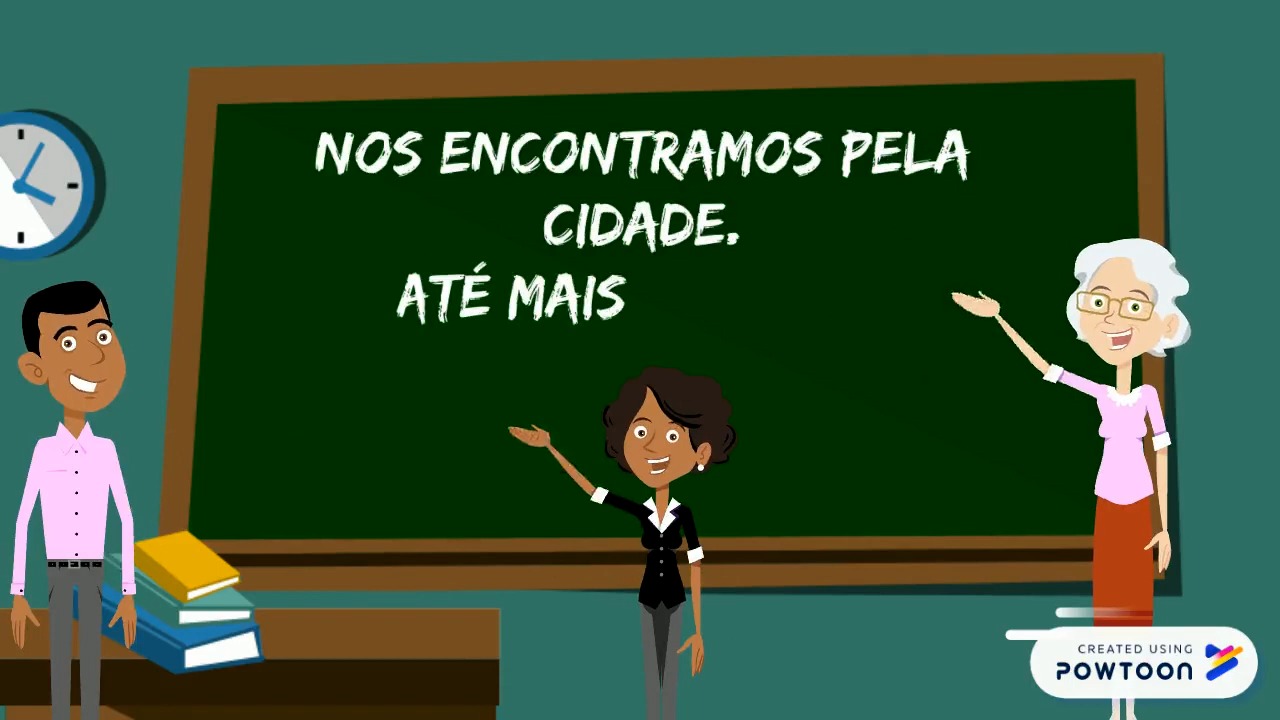 NOS ENCONTRAMOS PELA
CIDADE.
ATÉ MAIS
CREATED USING
POWTOON